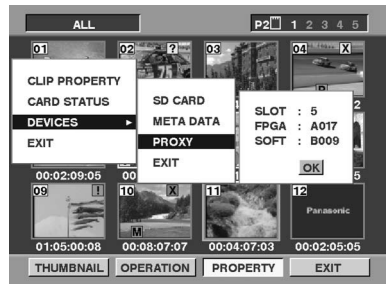 ALL
P2 1 2 3 4 5
01 02 ? 03 04 X
CLIP PROPERTY
CARD STATUS
DEVICES
EXIT
SD CARD
META DATA
PROXY
EXIT
SLOT : 5
FPGA : A017
SOFT : B009
OK
00:02:09:05 00 5
09 ! 10 X 11 12
M
Panasonic
01:05:00:08 00:08:07:07 00:04:07:03 00:02:05:05
THUMBNAIL OPERATION PROPERTY EXIT